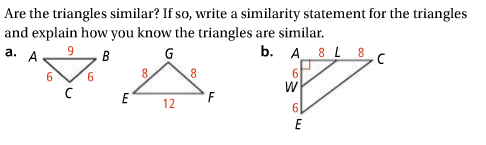 Are the triangles similar? If so, write a similarity statement for the triangles
and explain how you know the triangles are similar.
a. A 9 B G b. A 8 L 8 C
6 6 8 8 6
W
C E 12 F 6
E